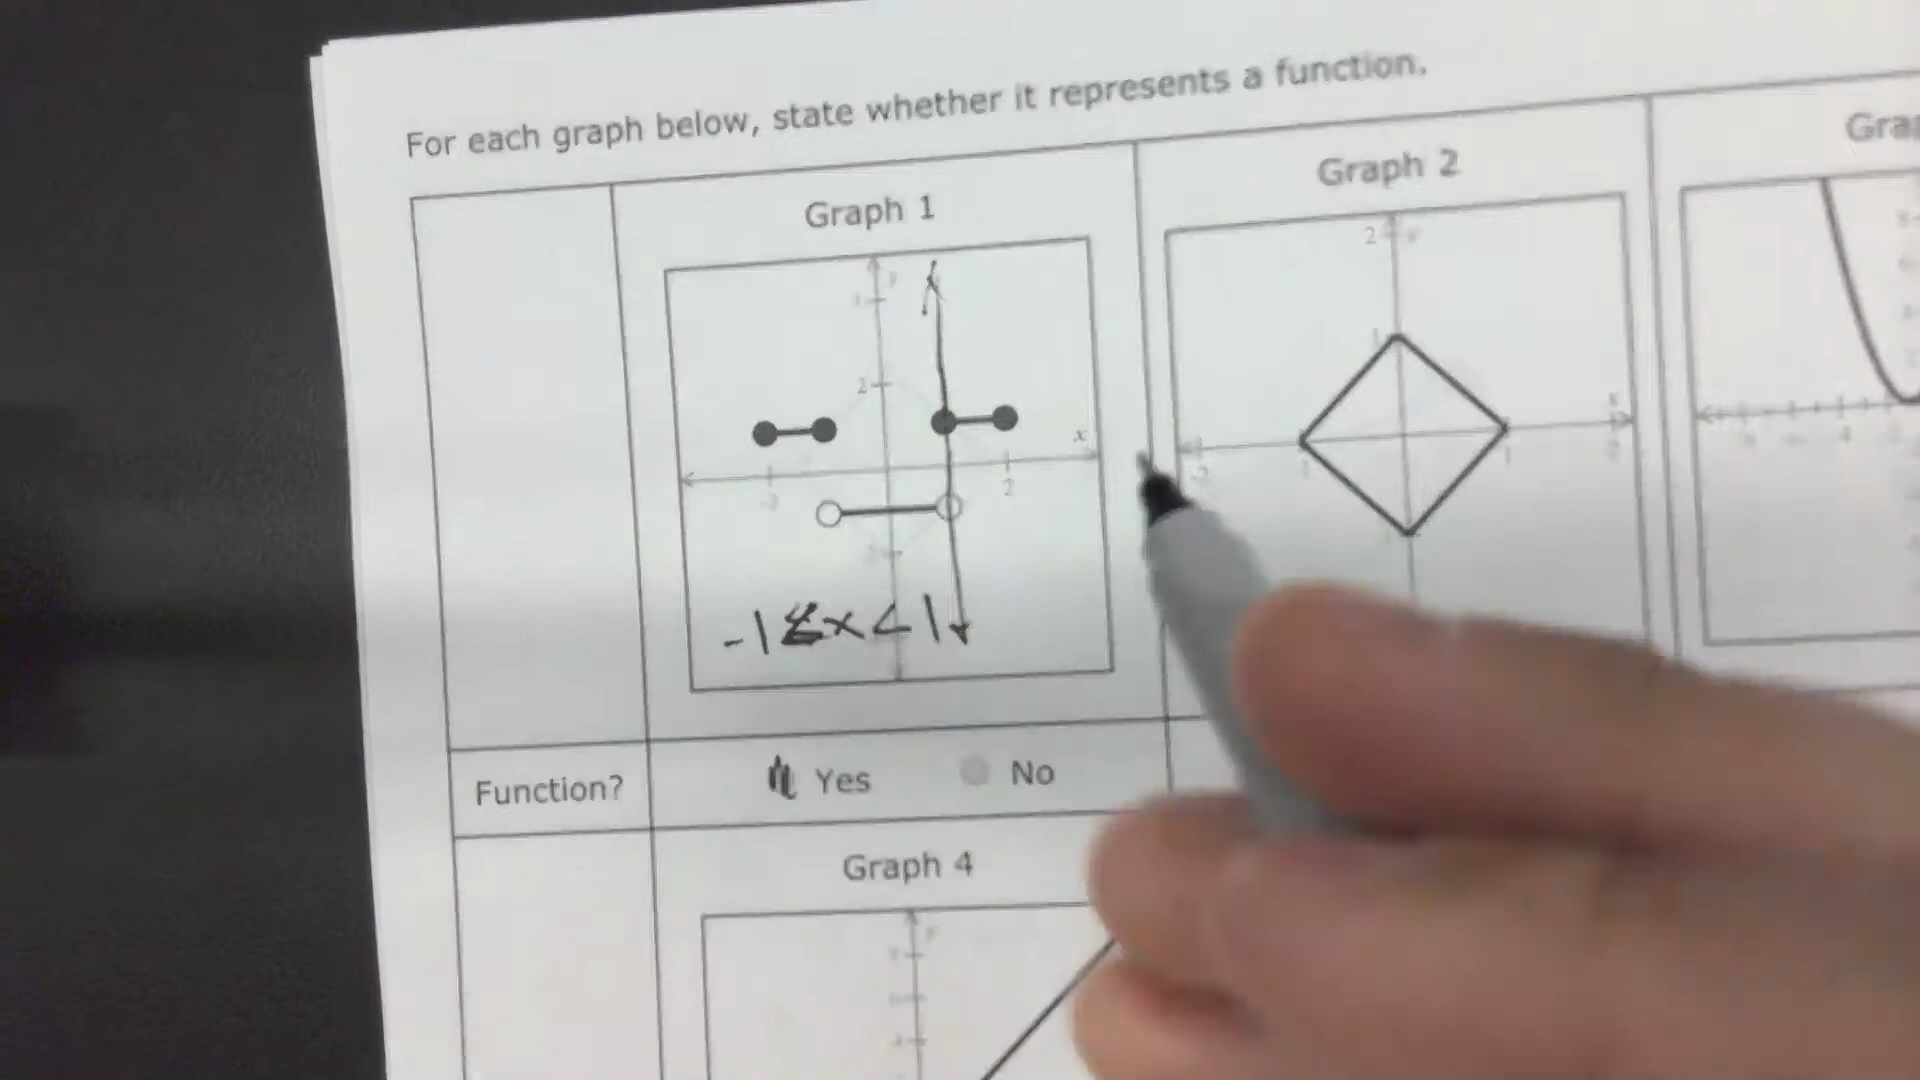 For each graph below, state whether it represents a function.
Graph 1
Graph 2
Gra
2
x
2
-1 ≤ x < 1
2
1
1
-2
Function?
Yes
No
Graph 4